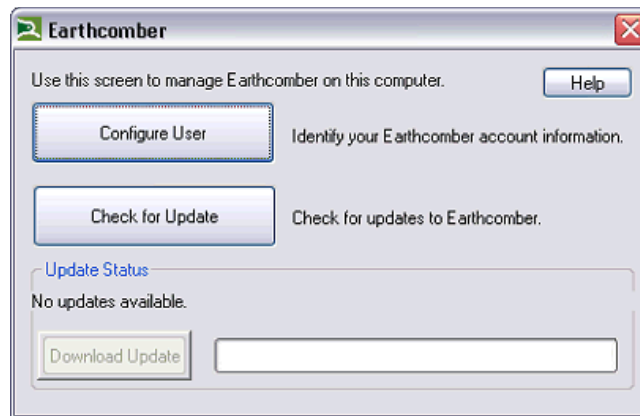 Earthcomber
Use this screen to manage Earthcomber on this computer.
Help
Configure User
Identify your Earthcomber account information.
Check for Update
Check for updates to Earthcomber.
Update Status
No updates available.
Download Update